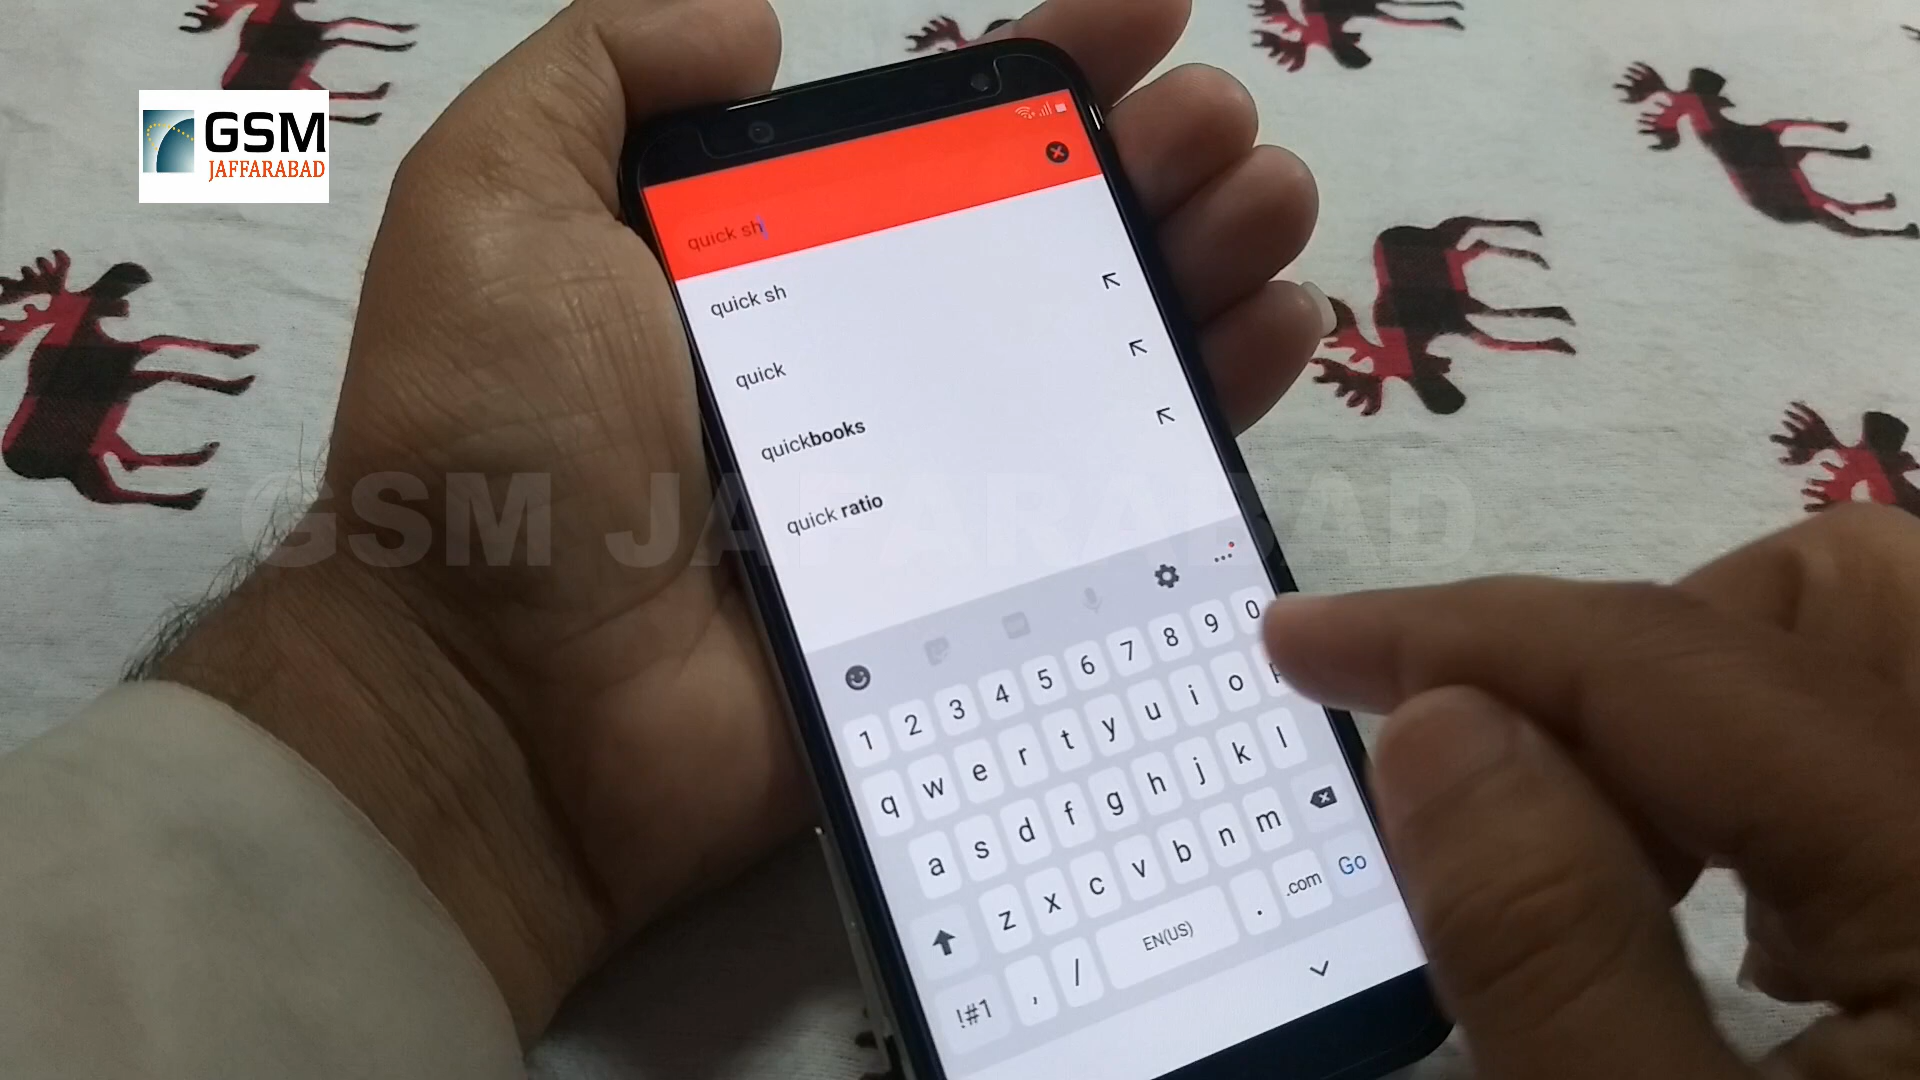 GSM
JAFFARABAD
quick sh
quick sh
quick
quickbooks
quick ratio
GSM JAFARABAD
1 2 3 4 5 6 7 8 9 0
q w e r t y u i o
a s d f g h j k l
z x c v b n m
!#1 , / EN(US) . .com Go